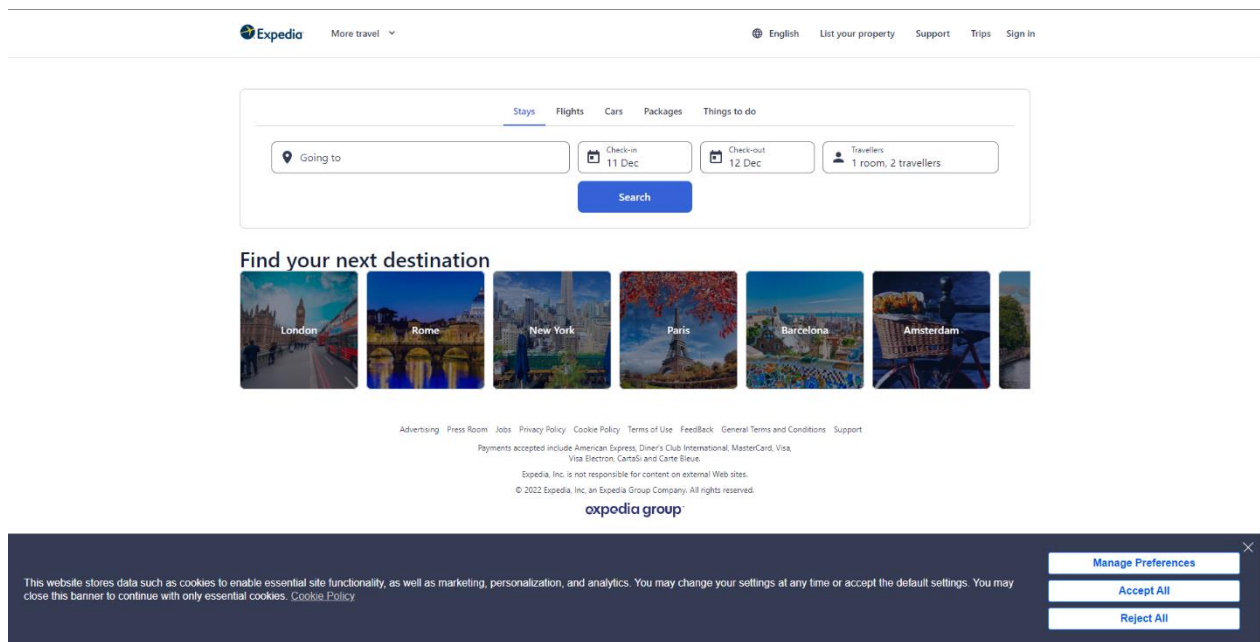 Expedia
More travel
English
List your property
Support
Trips
Sign in
Stays
Flights
Cars
Packages
Things to do
Going to
Check-in
11 Dec
Check-out
12 Dec
Travellers
1 room, 2 travellers
Search
Find your next destination
London
Rome
New York
Paris
Barcelona
Amsterdam
Advertising Press Room Jobs Privacy Policy Cookie Policy Terms of Use FeedBack General Terms and Conditions Support
Payments accepted include American Express, Diner's Club International, MasterCard, Visa,
Visa Electron, CartaSi and Carte Bleue.
Expedia, Inc. is not responsible for content on external Web sites.
© 2022 Expedia, Inc, an Expedia Group Company. All rights reserved.
expedia group
This website stores data such as cookies to enable essential site functionality, as well as marketing, personalization, and analytics. You may change your settings at any time or accept the default settings. You may
close this banner to continue with only essential cookies. Cookie Policy
Manage Preferences
Accept All
Reject All